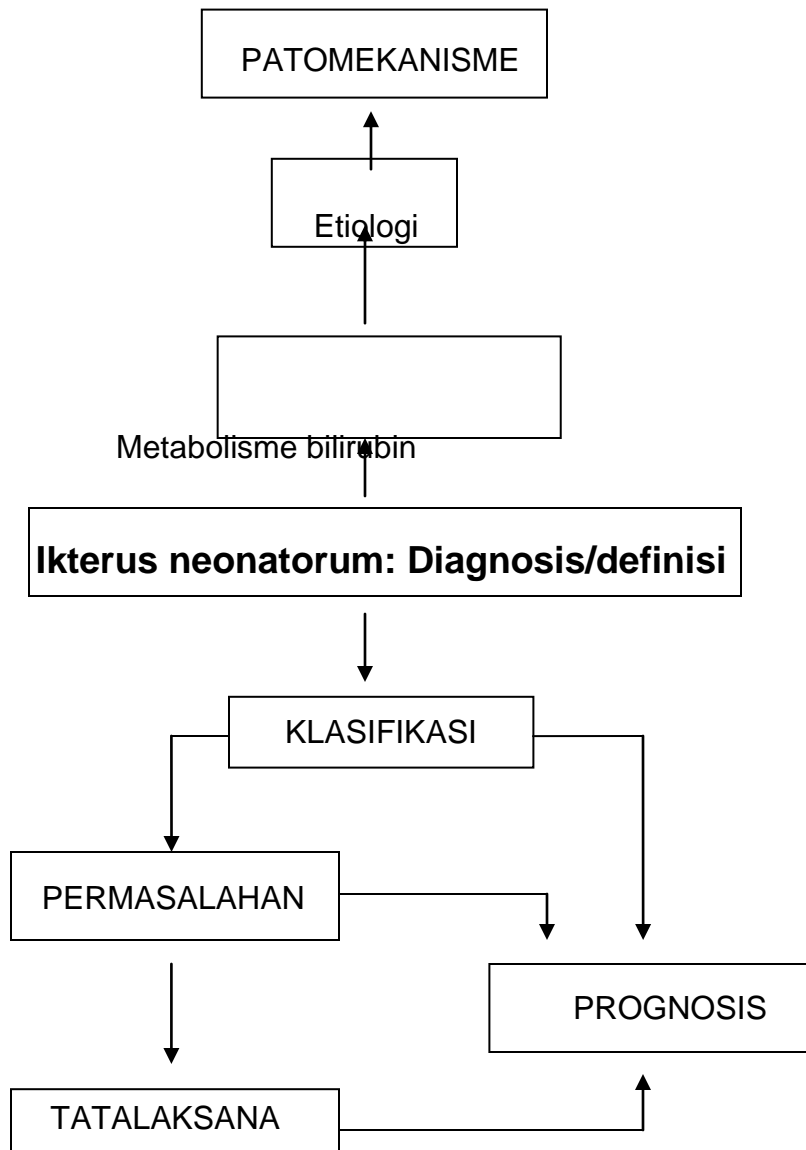 PATOMEKANISME
Etiologi
Metabolisme bilirubin
Ikterus neonatorum: Diagnosis/definisi
KLASIFIKASI
PERMASALAHAN
PROGNOSIS
TATALAKSANA